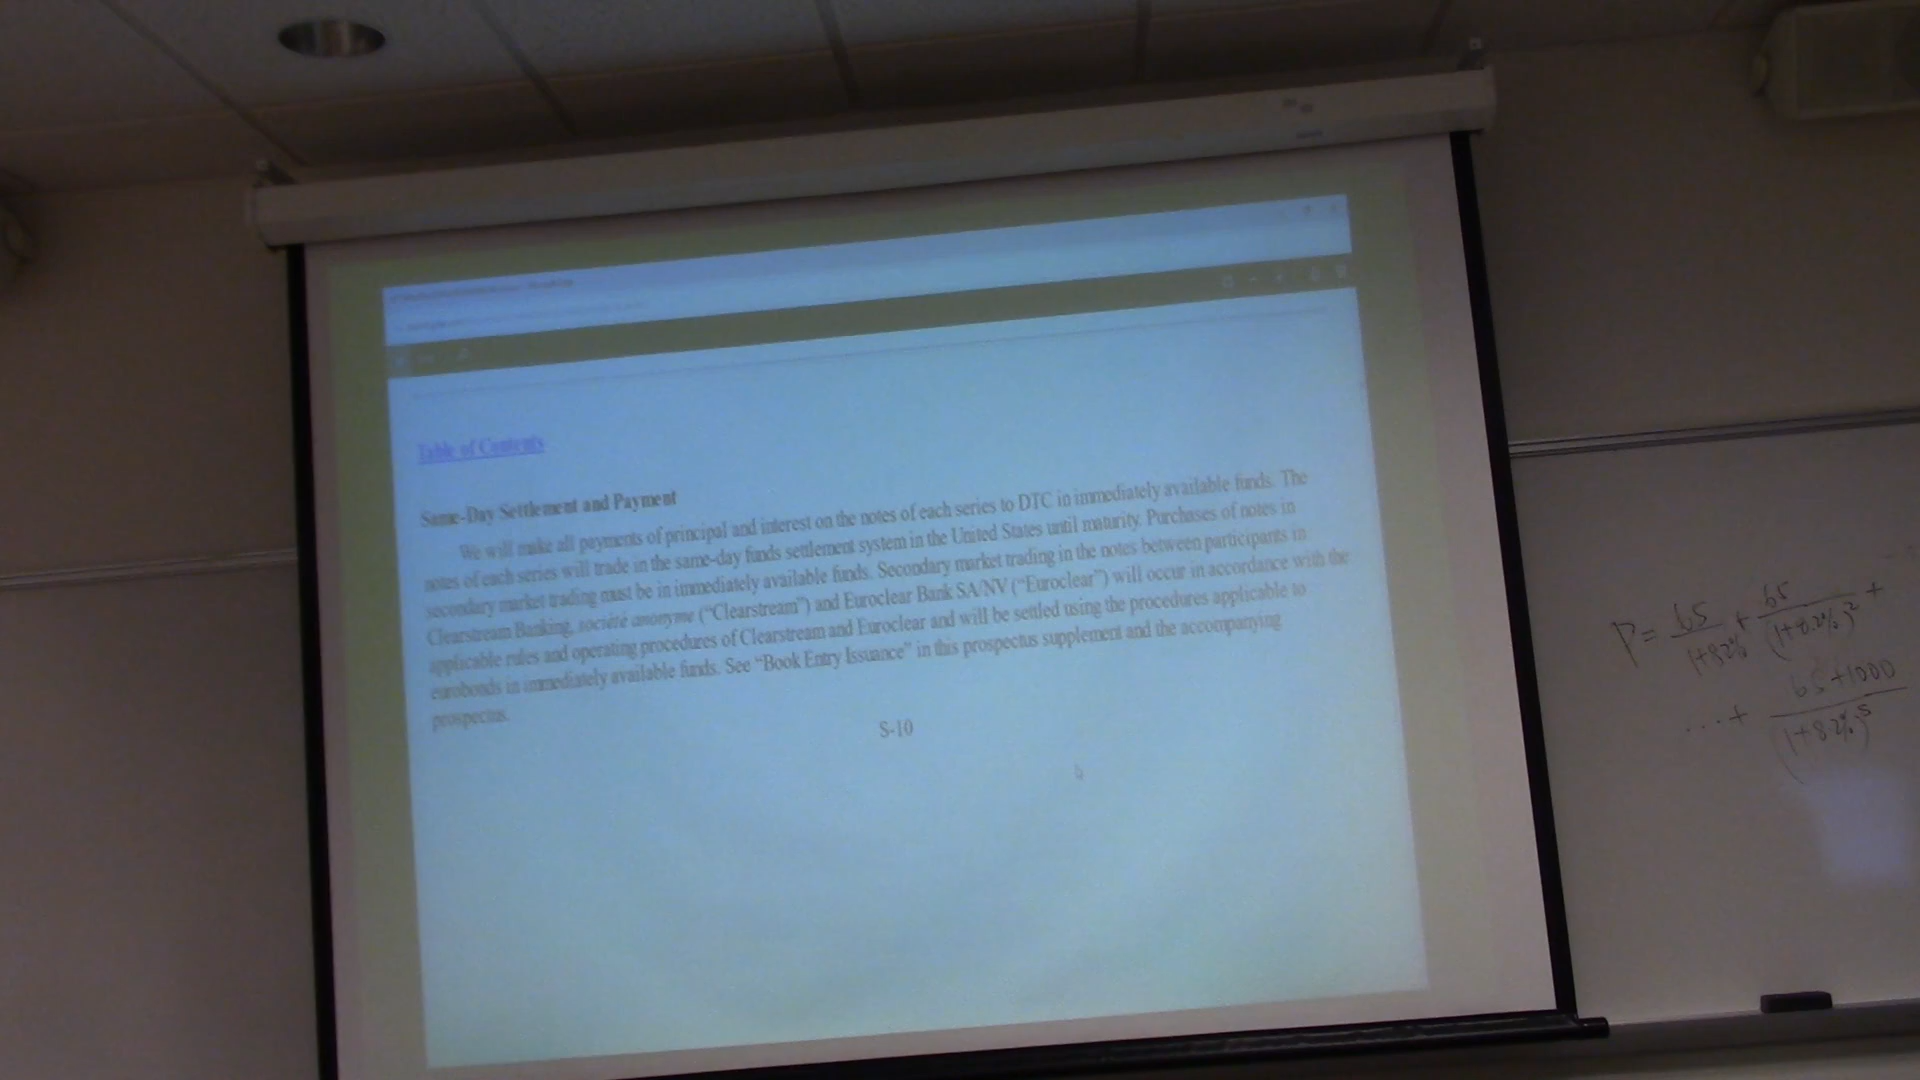 Table of Contents
Same-Day Settlement and Payment
We will make all payments of principal and interest on the notes of each series to DTC in immediately available funds. The
notes of each series will trade in the same-day funds settlement system in the United States until maturity. Purchases of notes in
secondary market trading must be in immediately available funds. Secondary market trading in the notes between participants in
Clearstream Banking, société anonyme (“Clearstream”) and Euroclear Bank SA/NV (“Euroclear”) will occur in accordance with the
applicable rules and operating procedures of Clearstream and Euroclear and will be settled using the procedures applicable to
eurobonds in immediately available funds. See “Book Entry Issuance” in this prospectus supplement and the accompanying
prospectus.
S-10
P = 65/(1+8.2%) + 65/(1+8.2%)^2 +
... + (65+1000)/(1+8.2%)^5